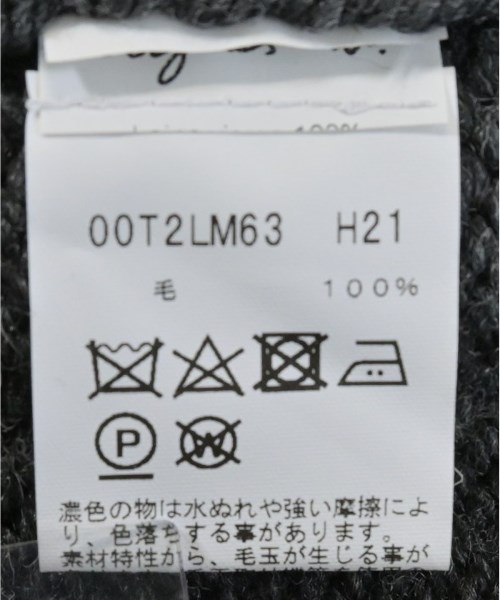 100%
00T2LM63 H21
毛 100%
P
W
濃色の物は水ぬれや強い摩擦によ
り、色落ちする事があります。
素材特性から、毛玉が生じる事が